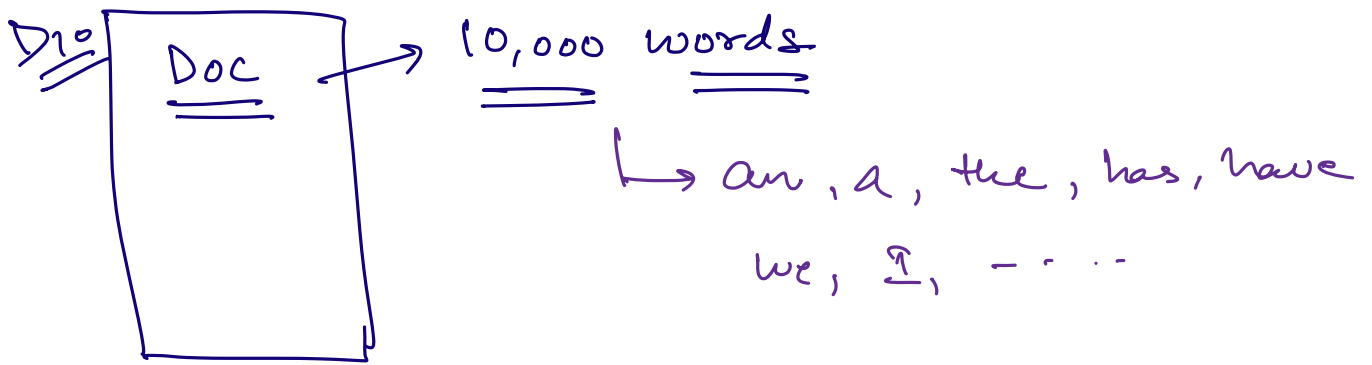 D10
DOC → 10,000 words
↳ an, a, the, has, have
we, I, - - - -